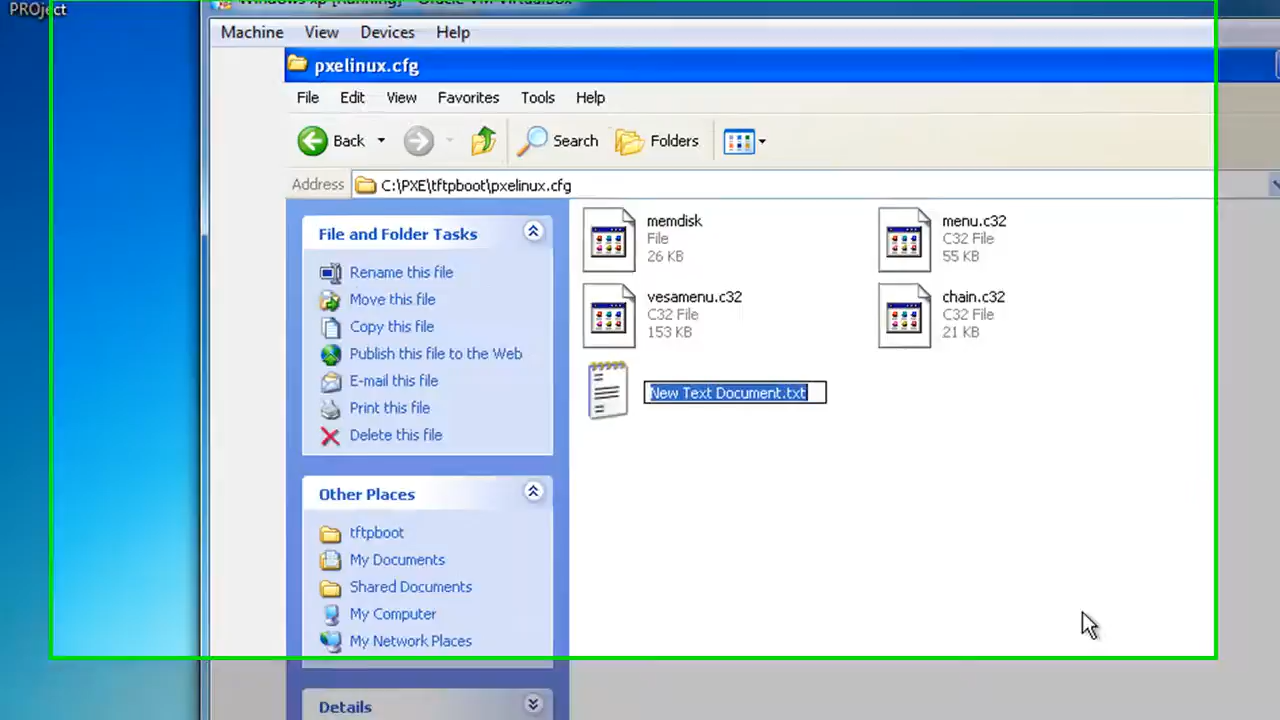 PROject
Windows xp [Running] - Oracle VM VirtualBox
Machine View Devices Help
pxelinux.cfg
File Edit View Favorites Tools Help
Back Search Folders
Address C:\PXE\tftpboot\pxelinux.cfg
File and Folder Tasks
Rename this file
Move this file
Copy this file
Publish this file to the Web
E-mail this file
Print this file
Delete this file
Other Places
tftpboot
My Documents
Shared Documents
My Computer
My Network Places
Details
memdisk
File
26 KB
menu.c32
C32 File
55 KB
vesamenu.c32
C32 File
153 KB
chain.c32
C32 File
21 KB
New Text Document.txt